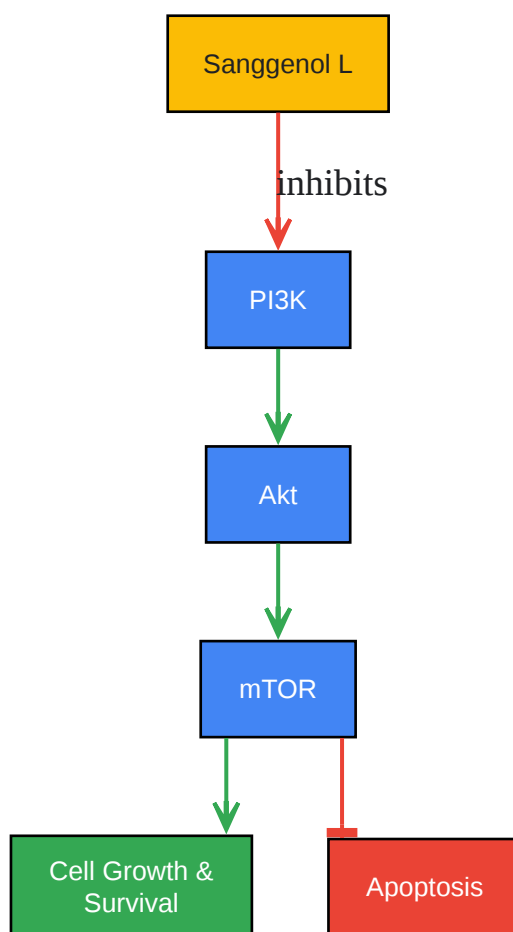 Sanggenol L
inhibits
PI3K
Akt
mTOR
Cell Growth &
Survival
Apoptosis